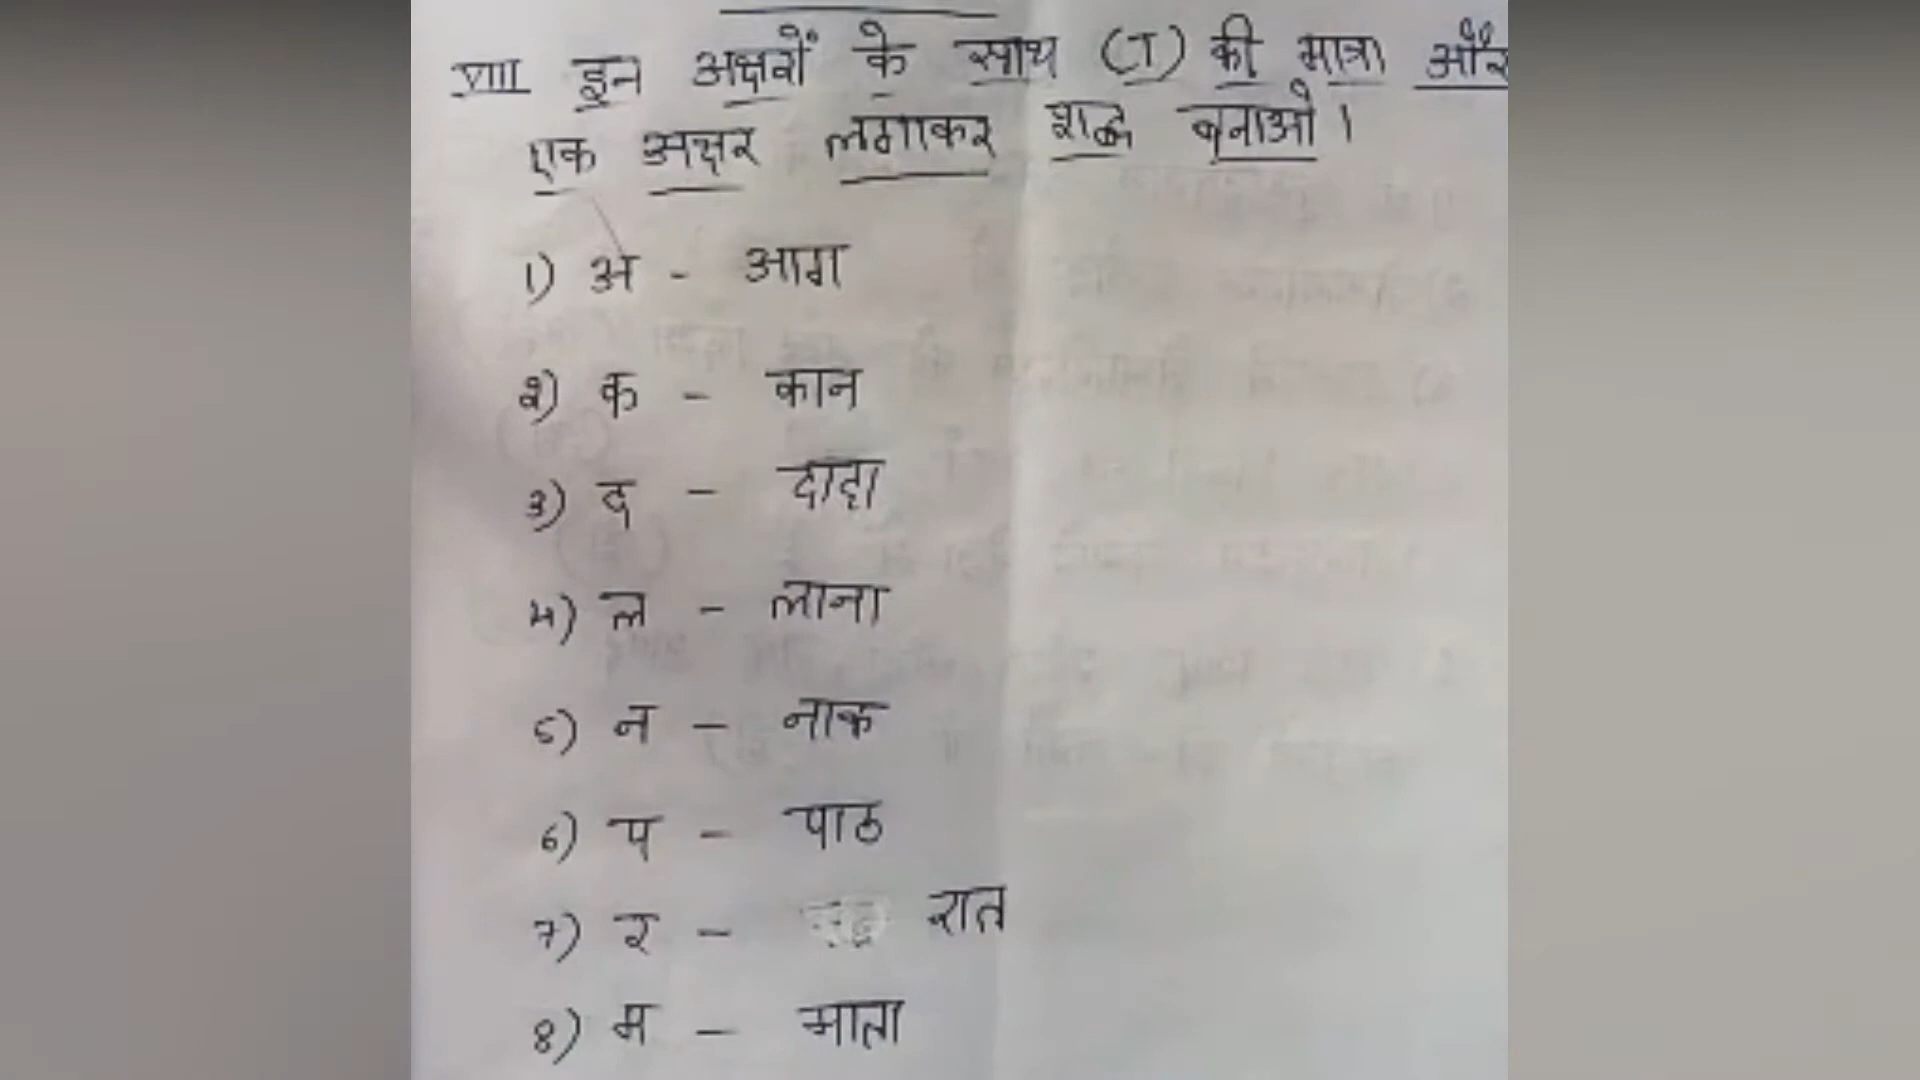 VIII इन अक्षरों के साथ (ा) की मात्रा और
एक अक्षर लगाकर शब्द बनाओ।
1) अ - आग
2) क - कान
3) द - दादा
4) ल - लाना
5) न - नाक
6) प - पाठ
7) र - रात
8) म - माता